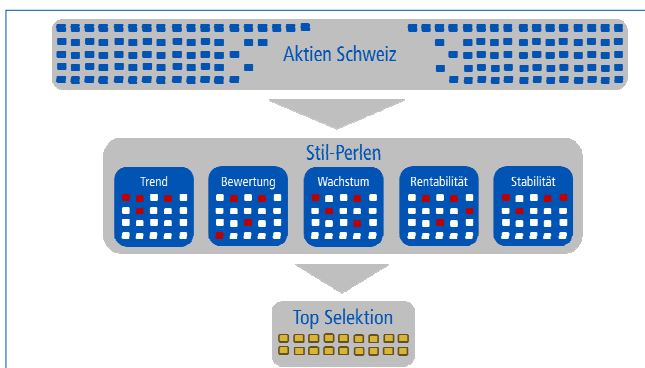 Aktien Schweiz
Stil-Perlen
Trend
Bewertung
Wachstum
Rentabilität
Stabilität
Top Selektion